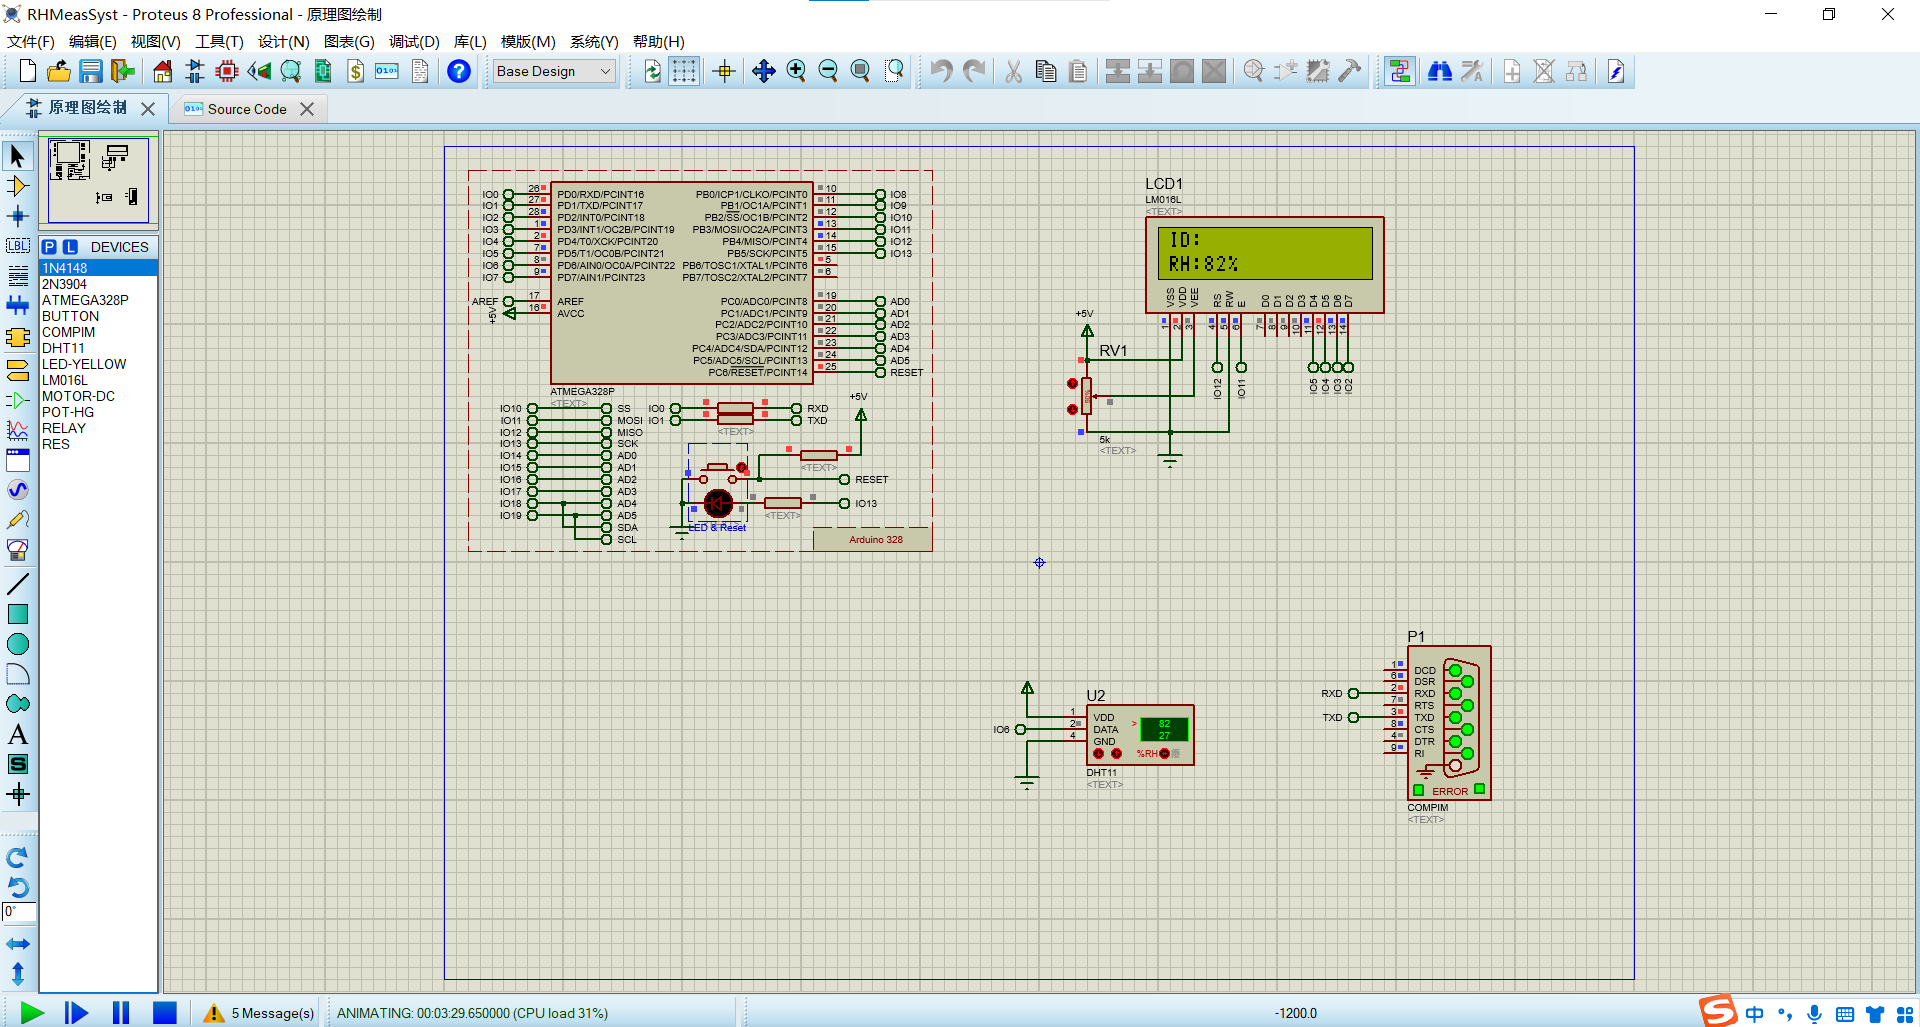 RHMeasSyst - Proteus 8 Professional - 原理图绘制
文件(F) 编辑(E) 视图(V) 工具(T) 设计(N) 图表(G) 调试(D) 库(L) 模版(M) 系统(Y) 帮助(H)
Base Design
原理图绘制
Source Code
P L DEVICES
1N4148
2N3904
ATMEGA328P
BUTTON
COMPIM
DHT11
LED-YELLOW
LM016L
MOTOR-DC
POT-HG
RELAY
RES
LBL
A
S
0°
IO0 26 PD0/RXD/PCINT16
IO1 27 PD1/TXD/PCINT17
IO2 28 PD2/INT0/PCINT18
IO3 1 PD3/INT1/OC2B/PCINT19
IO4 2 PD4/T0/XCK/PCINT20
IO5 7 PD5/T1/OC0B/PCINT21
IO6 8 PD6/AIN0/OC0A/PCINT22
IO7 9 PD7/AIN1/PCINT23
AREF 17 AREF
+5V 16 AVCC
PB0/ICP1/CLKO/PCINT0 10 IO8
PB1/OC1A/PCINT1 11 IO9
PB2/SS/OC1B/PCINT2 12 IO10
PB3/MOSI/OC2A/PCINT3 13 IO11
PB4/MISO/PCINT4 14 IO12
PB5/SCK/PCINT5 15 IO13
PB6/TOSC1/XTAL1/PCINT6 5
PB7/TOSC2/XTAL2/PCINT7 6
PC0/ADC0/PCINT8 19 AD0
PC1/ADC1/PCINT9 20 AD1
PC2/ADC2/PCINT10 21 AD2
PC3/ADC3/PCINT11 22 AD3
PC4/ADC4/SDA/PCINT12 23 AD4
PC5/ADC5/SCL/PCINT13 24 AD5
PC6/RESET/PCINT14 25 RESET
ATMEGA328P
<TEXT>
IO10 SS
IO11 MOSI
IO12 MISO
IO13 SCK
IO14 AD0
IO15 AD1
IO16 AD2
IO17 AD3
IO18 AD4
IO19 AD5
SDA
SCL
IO0 RXD
IO1 TXD
<TEXT>
+5V
<TEXT>
RESET
IO13
<TEXT>
LED & Reset
Arduino 328
LCD1
LM016L
<TEXT>
ID:
RH:82%
VSS VDD VEE RS RW E D0 D1 D2 D3 D4 D5 D6 D7
1 2 3 4 5 6 7 8 9 10 11 12 13 14
IO12 IO11 IO5 IO4 IO3 IO2
+5V
RV1
5k
<TEXT>
U2
1 VDD
IO6 2 DATA
4 GND
>
82
27
%RH
DHT11
<TEXT>
P1
1 DCD
6 DSR
RXD 2 RXD
7 RTS
TXD 3 TXD
8 CTS
4 DTR
9 RI
ERROR
COMPIM
<TEXT>
5 Message(s)
ANIMATING: 00:03:29.650000 (CPU load 31%)
-1200.0
S 中